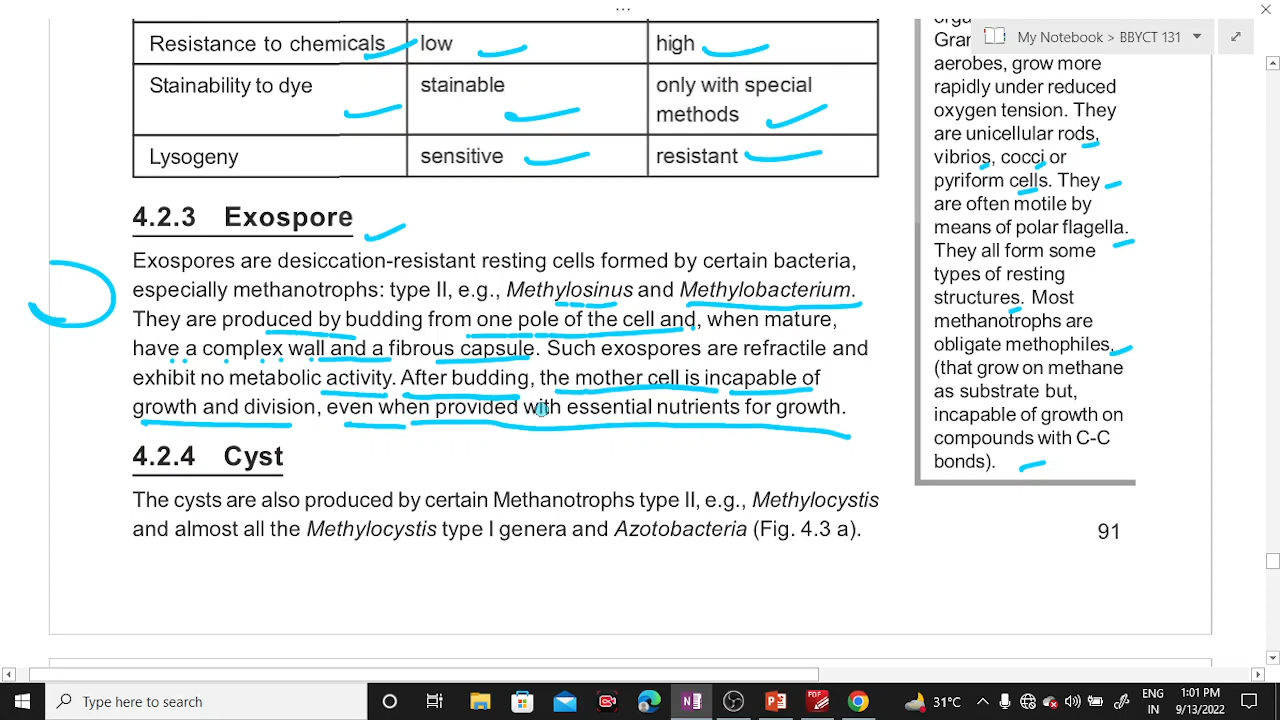 ...
orga
Gran
My Notebook > BBYCT 131
Resistance to chemicals low high
Stainability to dye stainable only with special
methods
Lysogeny sensitive resistant
aerobes, grow more
rapidly under reduced
oxygen tension. They
are unicellular rods,
vibrios, cocci or
pyriform cells. They
are often motile by
means of polar flagella.
They all form some
types of resting
structures. Most
methanotrophs are
obligate methophiles,
(that grow on methane
as substrate but,
incapable of growth on
compounds with C-C
bonds).
4.2.3 Exospore
Exospores are desiccation-resistant resting cells formed by certain bacteria,
especially methanotrophs: type II, e.g., Methylosinus and Methylobacterium.
They are produced by budding from one pole of the cell and, when mature,
have a complex wall and a fibrous capsule. Such exospores are refractile and
exhibit no metabolic activity. After budding, the mother cell is incapable of
growth and division, even when provided with essential nutrients for growth.
4.2.4 Cyst
The cysts are also produced by certain Methanotrophs type II, e.g., Methylocystis
and almost all the Methylocystis type I genera and Azotobacteria (Fig. 4.3 a).
91
Type here to search
31°C
ENG
IN
1:01 PM
9/13/2022